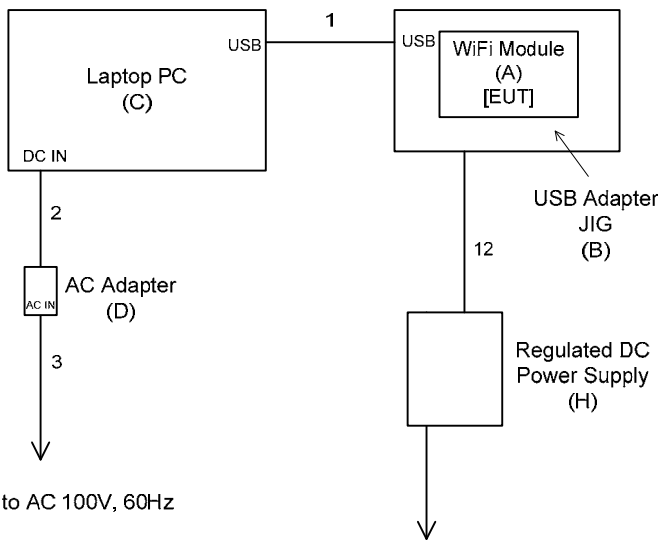 1
USB
Laptop PC
(C)
DC IN
USB
WiFi Module
(A)
[EUT]
USB Adapter
JIG
(B)
2
12
AC Adapter
(D)
AC IN
3
Regulated DC
Power Supply
(H)
to AC 100V, 60Hz